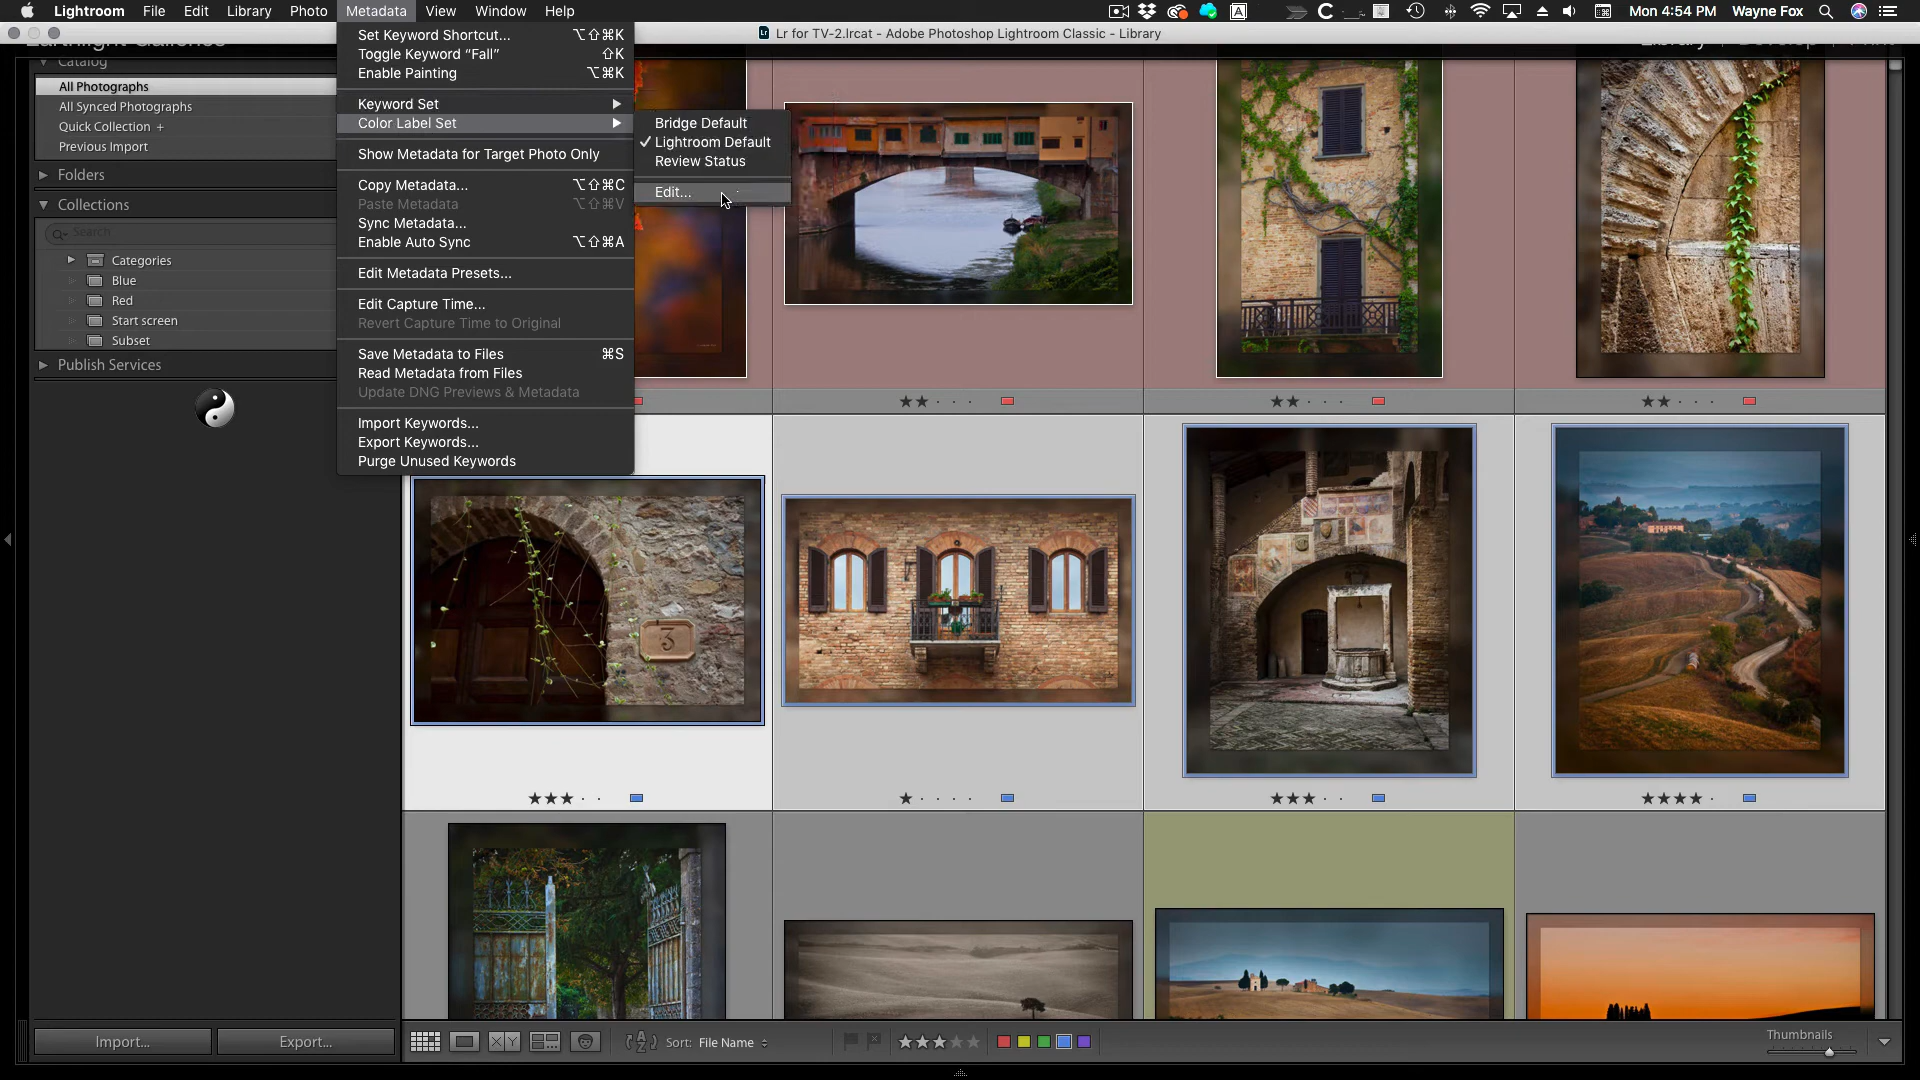 Lightroom File Edit Library Photo Metadata View Window Help
Mon 4:54 PM Wayne Fox
Lr for TV-2.lrcat - Adobe Photoshop Lightroom Classic - Library
Earthlight Galleries
Catalog
All Photographs
All Synced Photographs
Quick Collection +
Previous Import
Folders
Collections
Search
Categories
Blue
Red
Start screen
Subset
Publish Services
Set Keyword Shortcut... ⌥⇧⌘K
Toggle Keyword “Fall” ⇧K
Enable Painting ⌥⌘K
Keyword Set
Color Label Set
Show Metadata for Target Photo Only
Copy Metadata... ⌥⇧⌘C
Paste Metadata ⌥⇧⌘V
Sync Metadata...
Enable Auto Sync ⌥⇧⌘A
Edit Metadata Presets...
Edit Capture Time...
Revert Capture Time to Original
Save Metadata to Files ⌘S
Read Metadata from Files
Update DNG Previews & Metadata
Import Keywords...
Export Keywords...
Purge Unused Keywords
Bridge Default
✓ Lightroom Default
Review Status
Edit...
3
Import...
Export...
Sort: File Name
Thumbnails